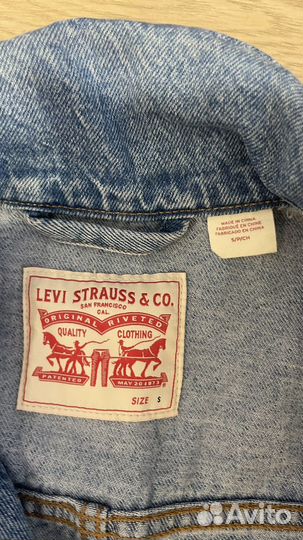 MADE IN CHINA
FABRIQUÉ EN CHINE
FABRICADO EN CHINA
S/P/CH
LEVI STRAUSS & CO.
SAN FRANCISCO
CAL.
ORIGINAL RIVETED
QUALITY CLOTHING
PATENTED MAY 20 1873
SIZE S
Avito